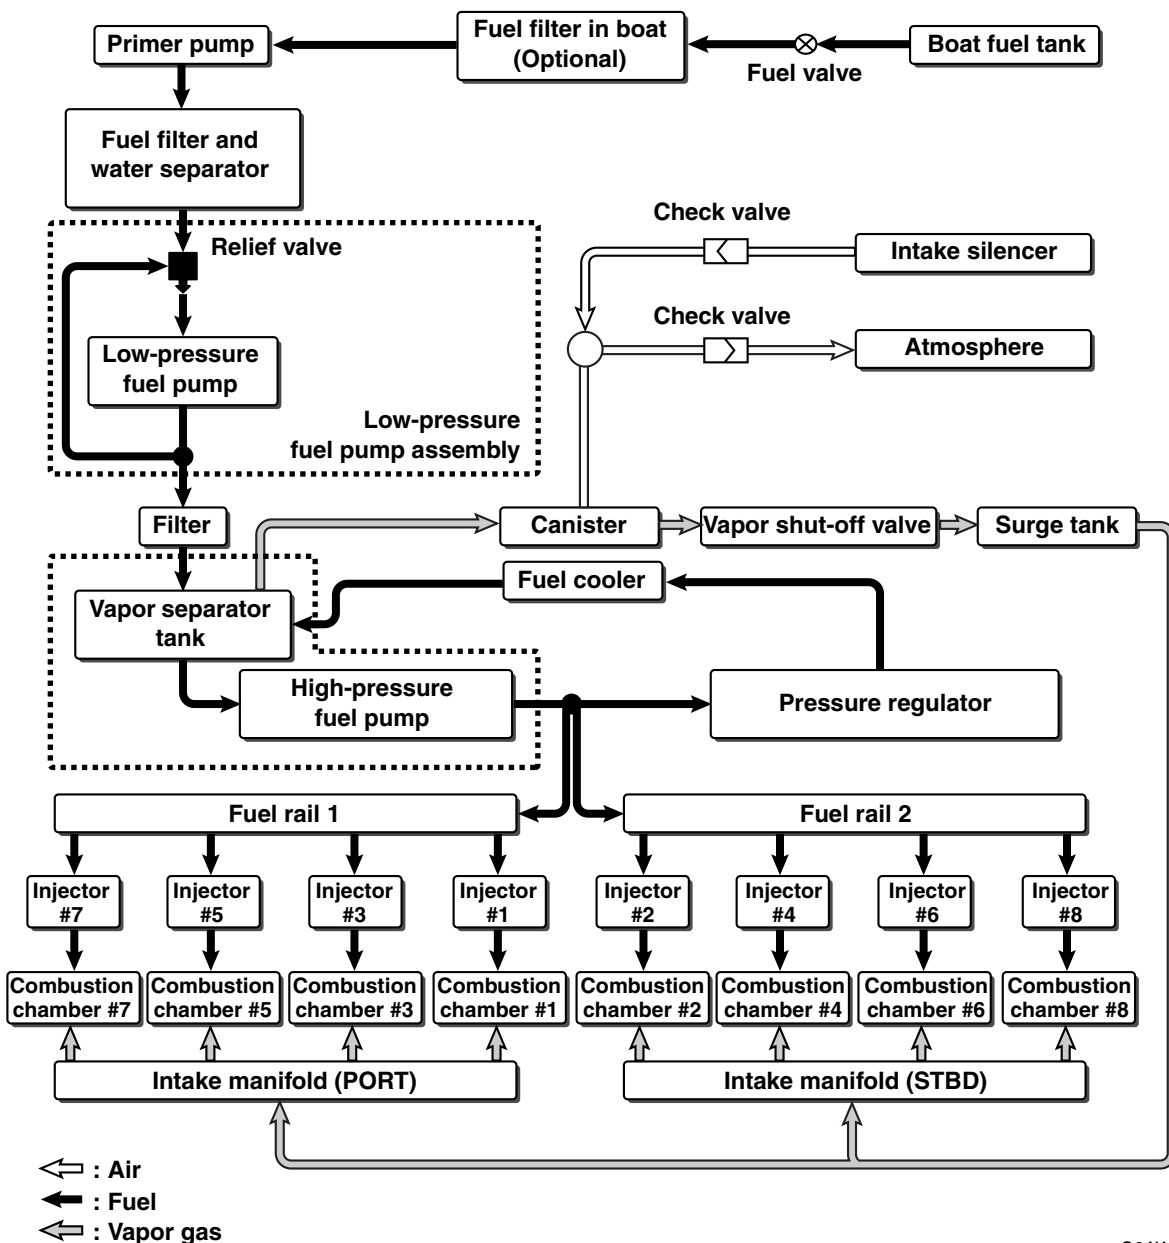 Primer pump
Fuel filter in boat
(Optional)
Fuel valve
Boat fuel tank
Fuel filter and
water separator
Relief valve
Low-pressure
fuel pump
Low-pressure
fuel pump assembly
Check valve
Intake silencer
Check valve
Atmosphere
Filter
Canister
Vapor shut-off valve
Surge tank
Fuel cooler
Vapor separator
tank
High-pressure
fuel pump
Pressure regulator
Fuel rail 1
Fuel rail 2
Injector
#7
Injector
#5
Injector
#3
Injector
#1
Injector
#2
Injector
#4
Injector
#6
Injector
#8
Combustion
chamber #7
Combustion
chamber #5
Combustion
chamber #3
Combustion
chamber #1
Combustion
chamber #2
Combustion
chamber #4
Combustion
chamber #6
Combustion
chamber #8
Intake manifold (PORT)
Intake manifold (STBD)
: Air
: Fuel
: Vapor gas